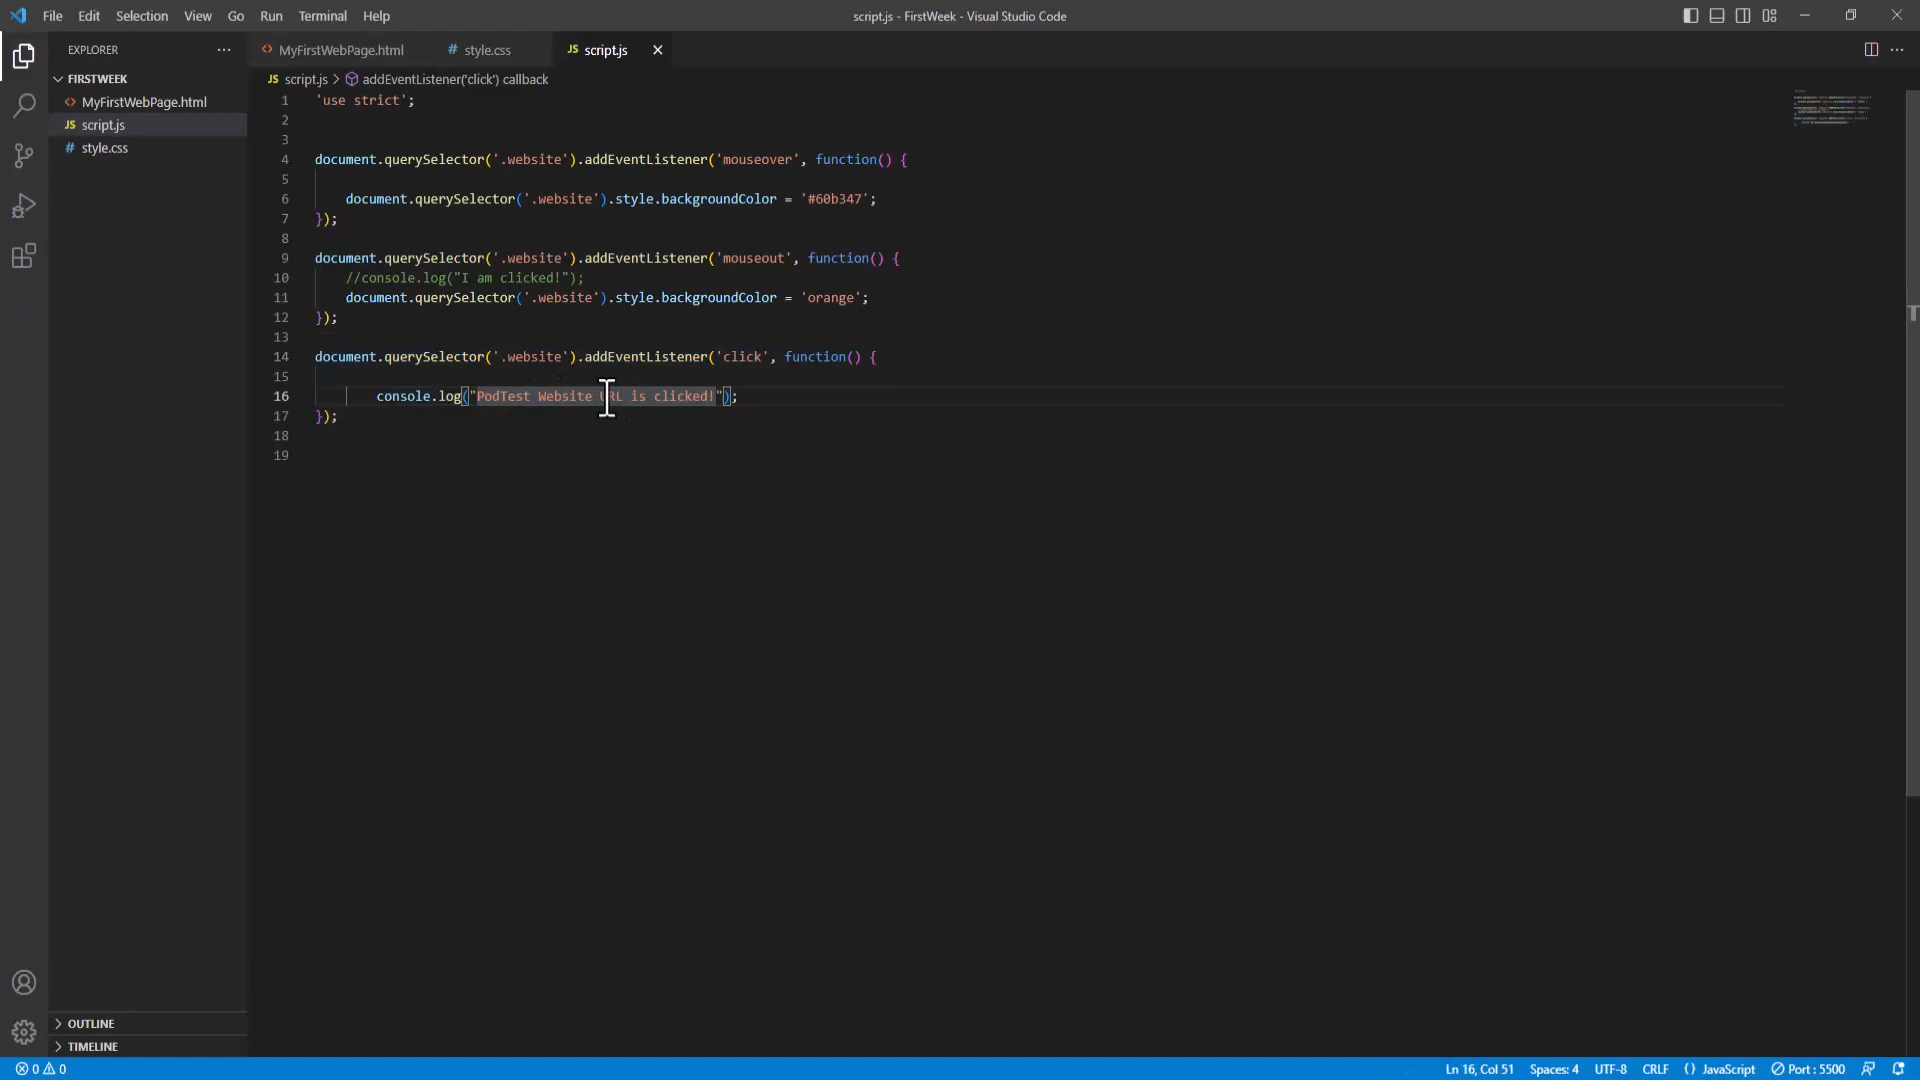 File Edit Selection View Go Run Terminal Help
script.js - FirstWeek - Visual Studio Code
EXPLORER
FIRSTWEEK
MyFirstWebPage.html
JS script.js
# style.css
<> MyFirstWebPage.html
# style.css
JS script.js
JS script.js > addEventListener('click') callback
1 'use strict';
2
3
4 document.querySelector('.website').addEventListener('mouseover', function() {
5
6 document.querySelector('.website').style.backgroundColor = '#60b347';
7 });
8
9 document.querySelector('.website').addEventListener('mouseout', function() {
10 //console.log("I am clicked!");
11 document.querySelector('.website').style.backgroundColor = 'orange';
12 });
13
14 document.querySelector('.website').addEventListener('click', function() {
15
16 console.log("PodTest Website URL is clicked!");
17 });
18
19
OUTLINE
TIMELINE
0 0
Ln 16, Col 51 Spaces: 4 UTF-8 CRLF {} JavaScript Port : 5500